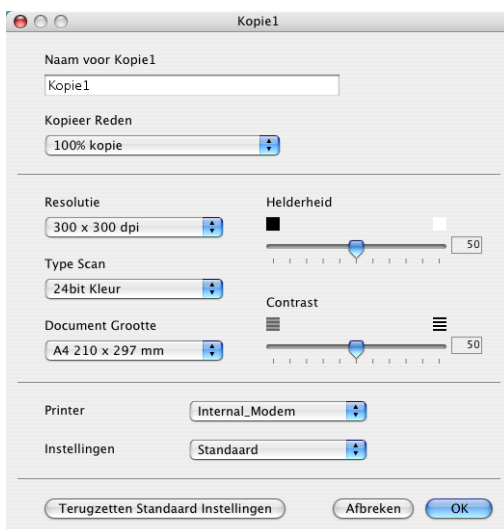 Kopie1
Naam voor Kopie1
Kopie1
Kopieer Reden
100% kopie
Resolutie
300 x 300 dpi
Helderheid
50
Type Scan
24bit Kleur
Contrast
50
Document Grootte
A4 210 x 297 mm
Printer
Internal_Modem
Instellingen
Standaard
Terugzetten Standaard Instellingen
Afbreken
OK